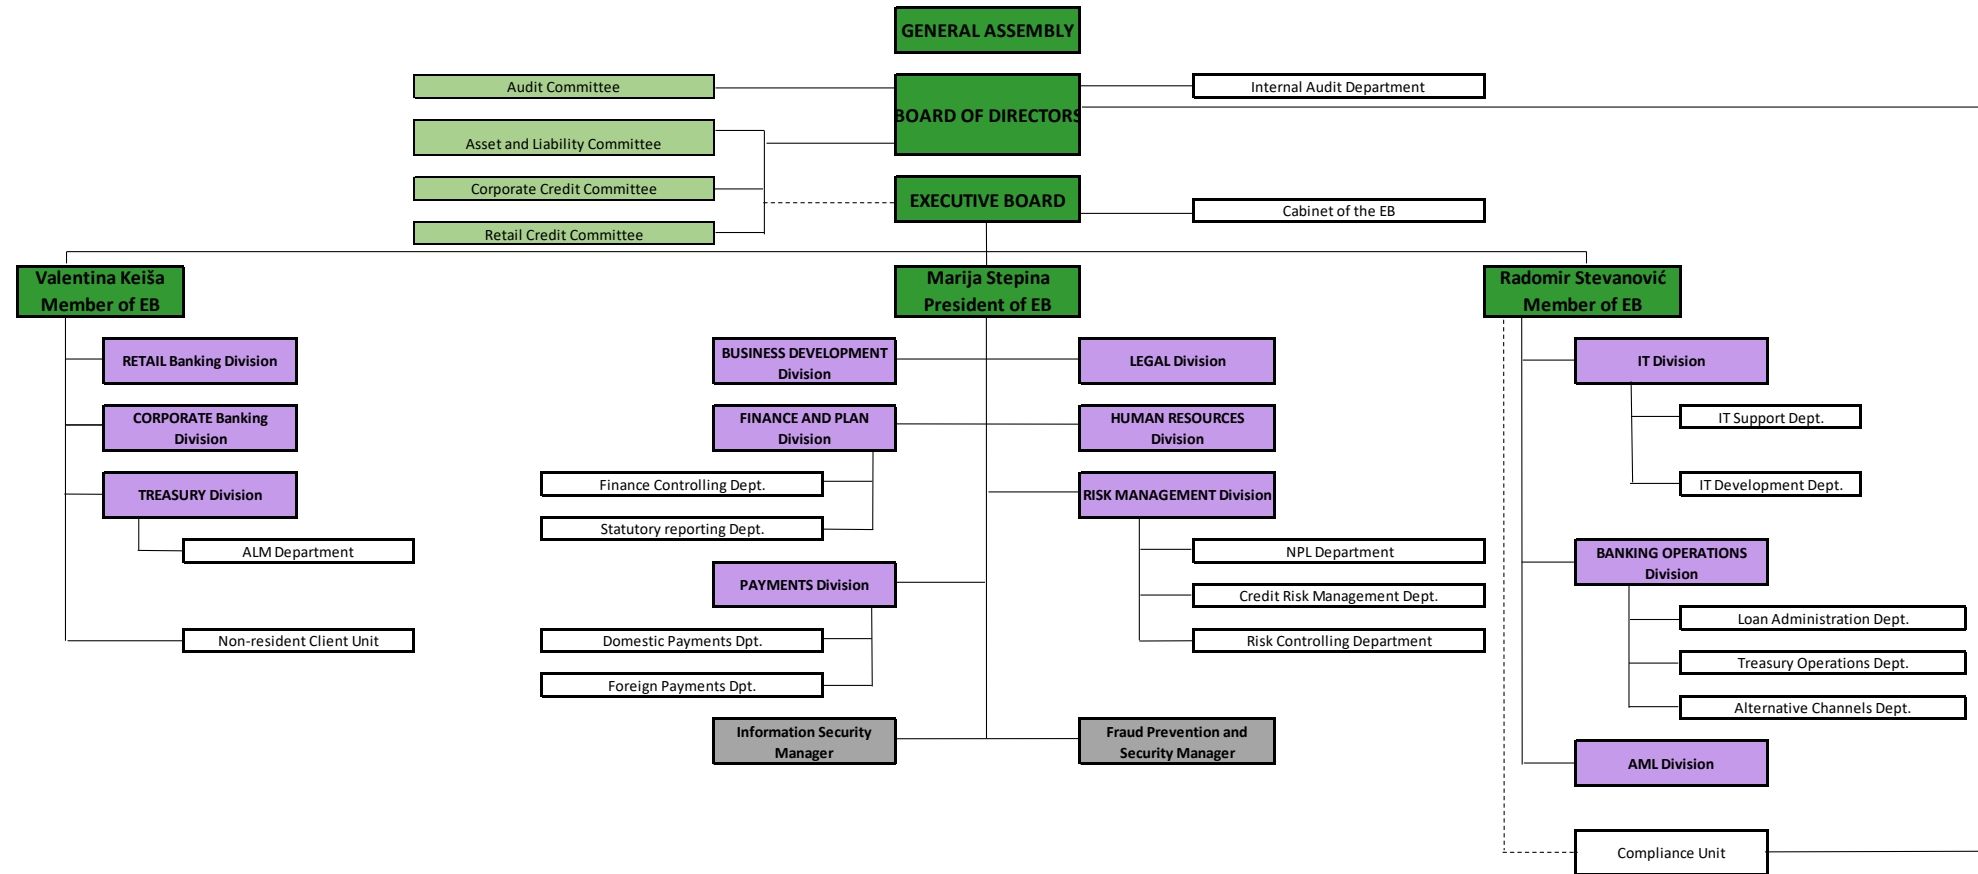 GENERAL ASSEMBLY
Audit Committee
BOARD OF DIRECTORS
Internal Audit Department
Asset and Liability Committee
Corporate Credit Committee
EXECUTIVE BOARD
Cabinet of the EB
Retail Credit Committee
Valentina Keiša
Member of EB
Marija Stepina
President of EB
Radomir Stevanović
Member of EB
RETAIL Banking Division
CORPORATE Banking
Division
TREASURY Division
ALM Department
Non-resident Client Unit
BUSINESS DEVELOPMENT
Division
FINANCE AND PLAN
Division
Finance Controlling Dept.
Statutory reporting Dept.
PAYMENTS Division
Domestic Payments Dpt.
Foreign Payments Dpt.
Information Security
Manager
LEGAL Division
HUMAN RESOURCES
Division
RISK MANAGEMENT Division
NPL Department
Credit Risk Management Dept.
Risk Controlling Department
Fraud Prevention and
Security Manager
IT Division
IT Support Dept.
IT Development Dept.
BANKING OPERATIONS
Division
Loan Administration Dept.
Treasury Operations Dept.
Alternative Channels Dept.
AML Division
Compliance Unit